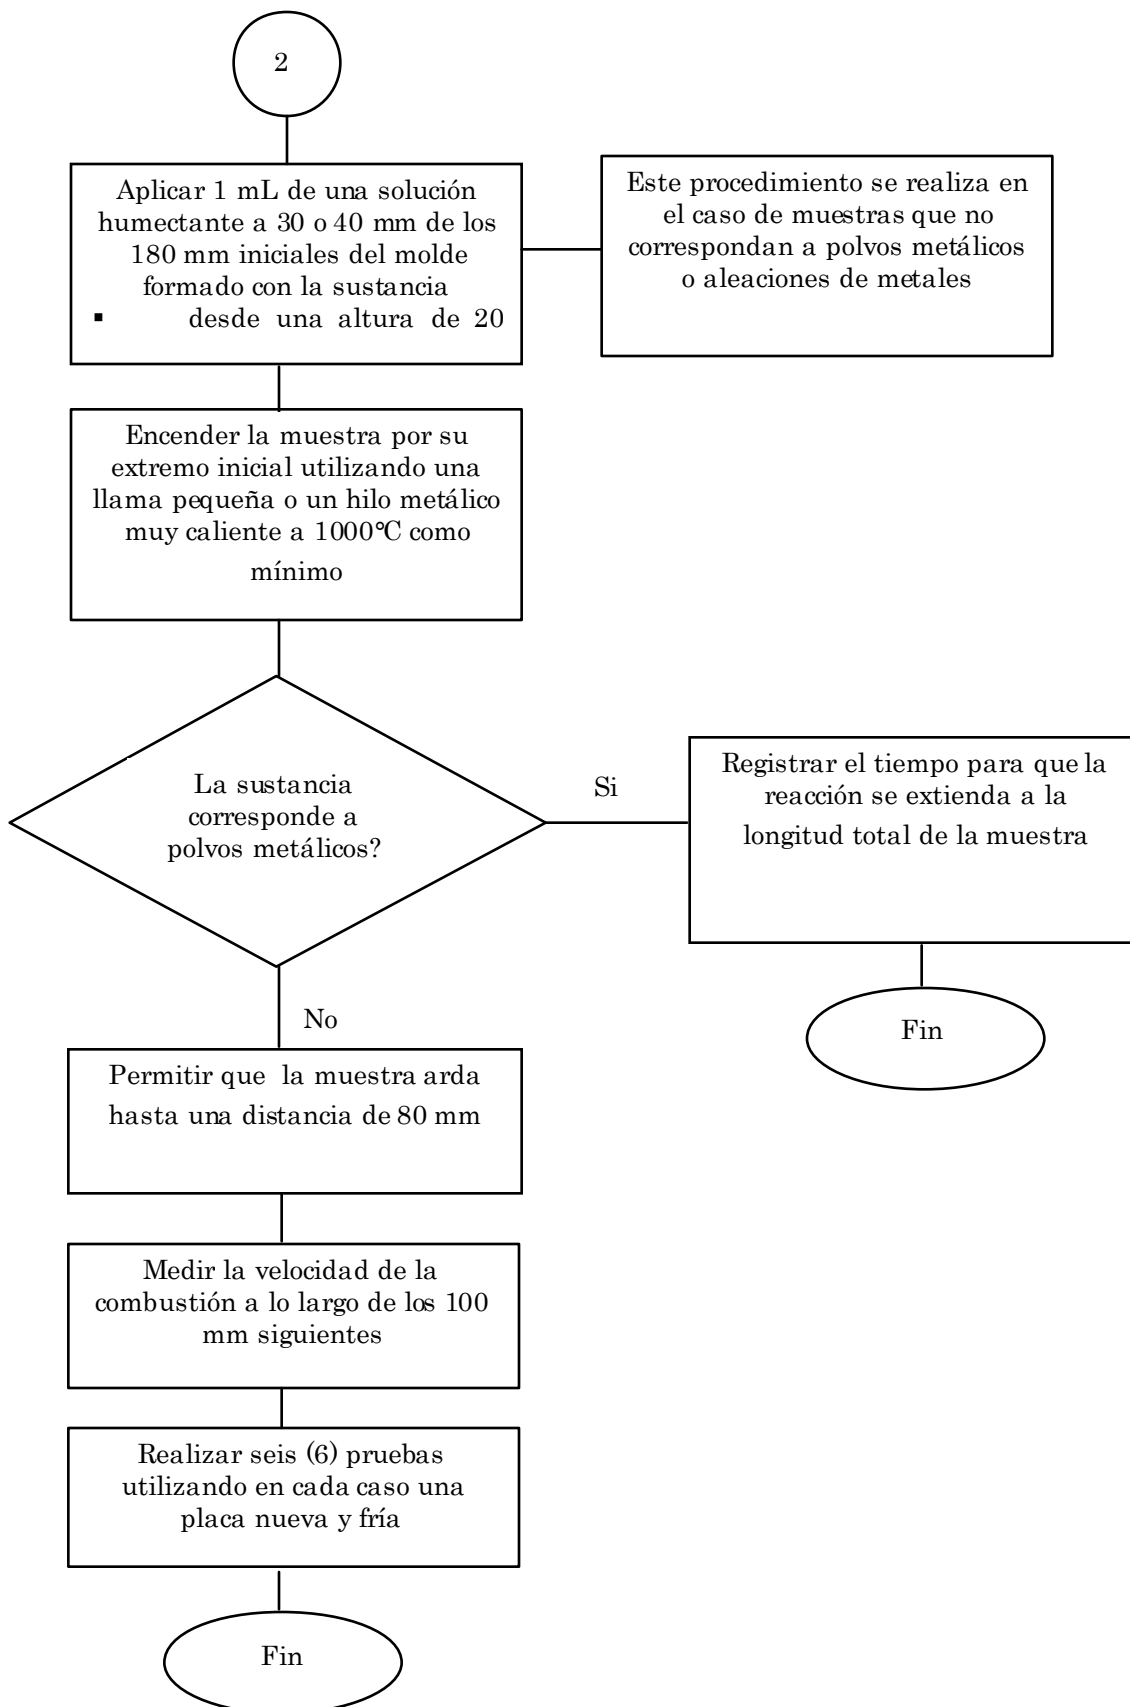 2
Aplicar 1 mL de una solución
humectante a 30 o 40 mm de los
180 mm iniciales del molde
formado con la sustancia
▪ desde una altura de 20
Este procedimiento se realiza en
el caso de muestras que no
correspondan a polvos metálicos
o aleaciones de metales
Encender la muestra por su
extremo inicial utilizando una
llama pequeña o un hilo metálico
muy caliente a 1000°C como
mínimo
La sustancia
corresponde a
polvos metálicos?
Si
Registrar el tiempo para que la
reacción se extienda a la
longitud total de la muestra
Fin
No
Permitir que la muestra arda
hasta una distancia de 80 mm
Medir la velocidad de la
combustión a lo largo de los 100
mm siguientes
Realizar seis (6) pruebas
utilizando en cada caso una
placa nueva y fría
Fin